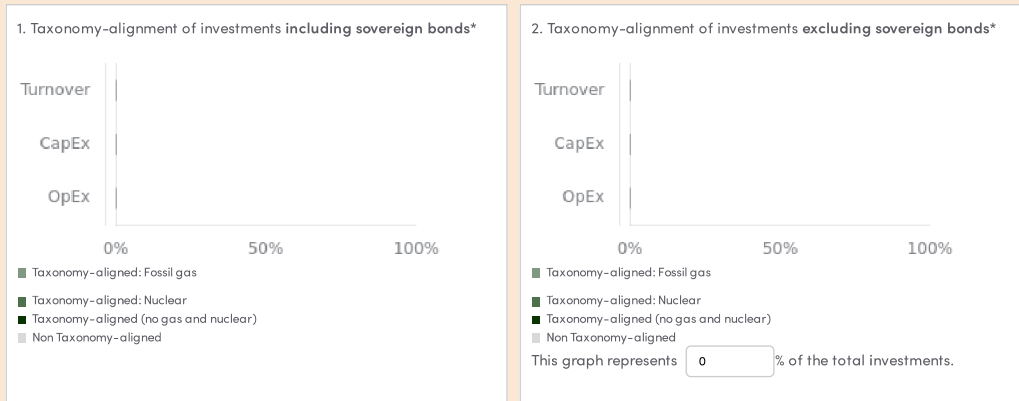 1. Taxonomy-alignment of investments including sovereign bonds*
Turnover
CapEx
OpEx
0% 50% 100%
Taxonomy-aligned: Fossil gas
Taxonomy-aligned: Nuclear
Taxonomy-aligned (no gas and nuclear)
Non Taxonomy-aligned
2. Taxonomy-alignment of investments excluding sovereign bonds*
Turnover
CapEx
OpEx
0% 50% 100%
Taxonomy-aligned: Fossil gas
Taxonomy-aligned: Nuclear
Taxonomy-aligned (no gas and nuclear)
Non Taxonomy-aligned
This graph represents 0 % of the total investments.